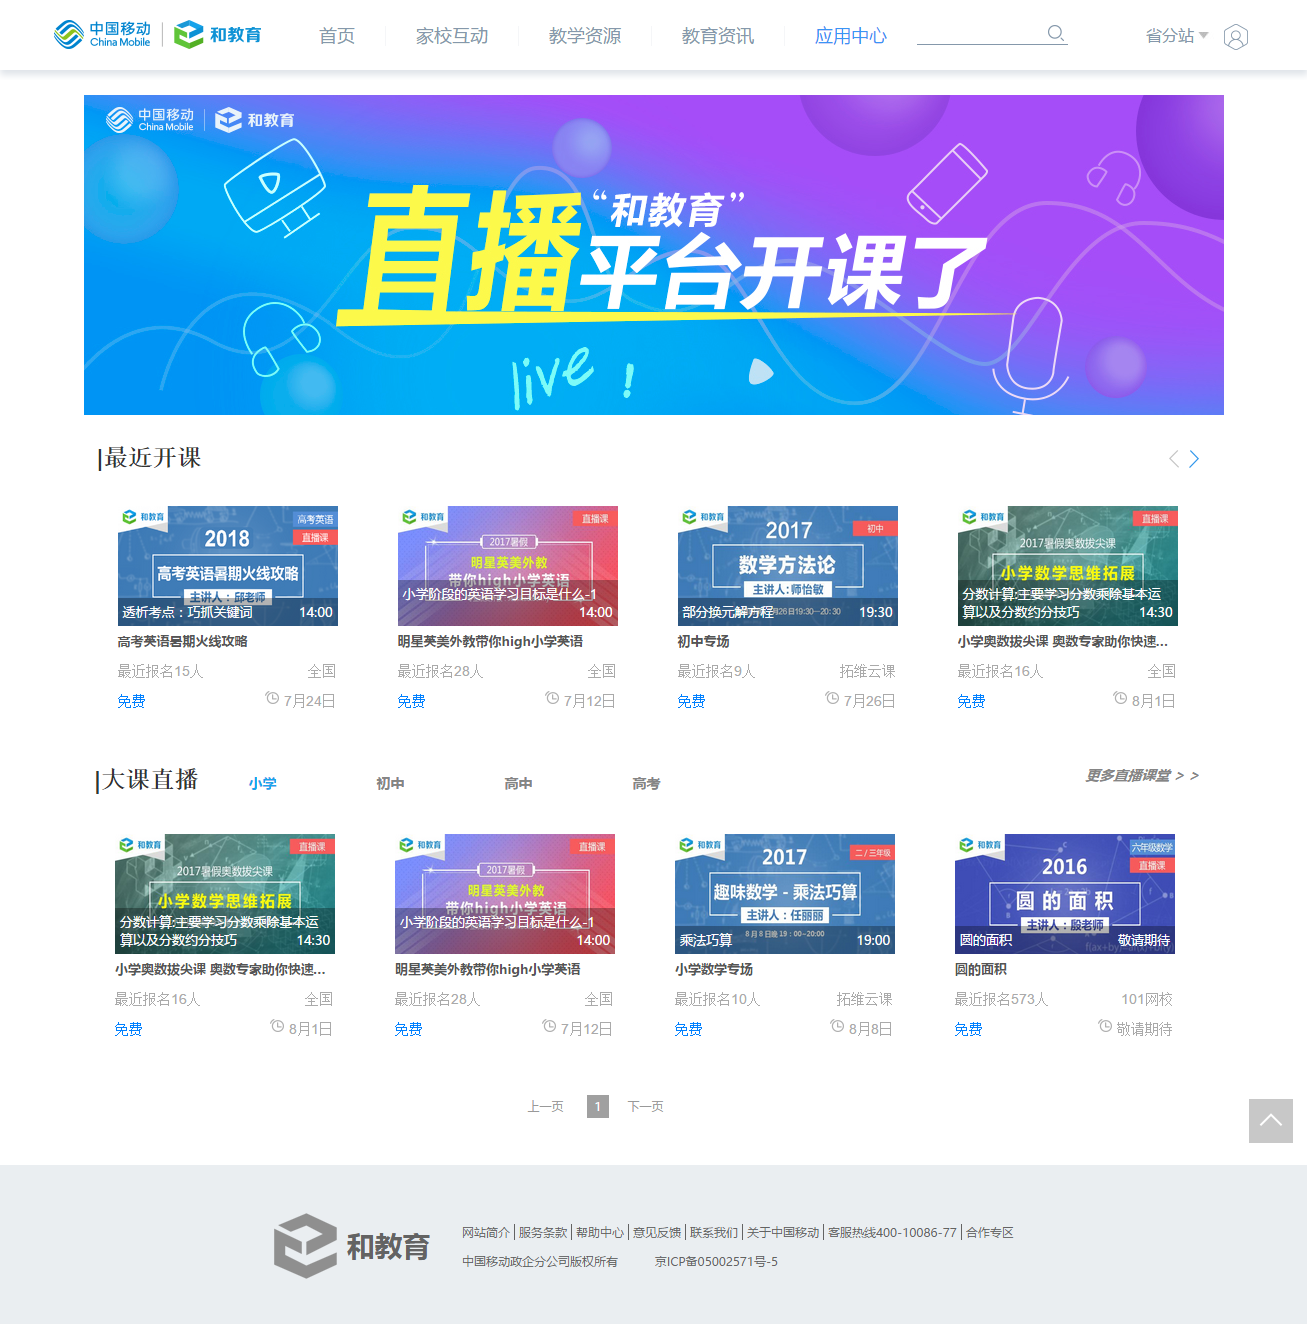 中国移动 China Mobile 和教育 首页 家校互动 教学资源 教育资讯 应用中心 省分站
中国移动 China Mobile 和教育
直播“和教育”
平台开课了
live!
|最近开课
和教育 高考英语 直播课
2018
高考英语暑期火线攻略
主讲人:邱老师
透析考点:巧抓关键词 14:00
高考英语暑期火线攻略
最近报名15人 全国
免费 7月24日
和教育 直播课
2017暑假
明星英美外教
带你high小学英语
小学阶段的英语学习目标是什么-1
14:00
明星英美外教带你high小学英语
最近报名28人 全国
免费 7月12日
和教育 初中
2017
数学方法论
主讲人:师怡敏
部分换元解方程 19:30
初中专场
最近报名9人 拓维云课
免费 7月26日
和教育 直播课
2017暑假奥数拔尖课
小学数学思维拓展
分数计算:主要学习分数乘除基本运
算以及分数约分技巧 14:30
小学奥数拔尖课 奥数专家助你快速...
最近报名16人 全国
免费 8月1日
|大课直播 小学 初中 高中 高考 更多直播课堂 > >
和教育 直播课
2017暑假奥数拔尖课
小学数学思维拓展
分数计算:主要学习分数乘除基本运
算以及分数约分技巧 14:30
小学奥数拔尖课 奥数专家助你快速...
最近报名16人 全国
免费 8月1日
和教育 直播课
2017暑假
明星英美外教
带你high小学英语
小学阶段的英语学习目标是什么-1
14:00
明星英美外教带你high小学英语
最近报名28人 全国
免费 7月12日
和教育 二/三年级
2017
趣味数学-乘法巧算
主讲人:任丽丽
8月8日晚19:00-20:00
乘法巧算 19:00
小学数学专场
最近报名10人 拓维云课
免费 8月8日
和教育 六年级数学 直播课
2016
圆的面积
主讲人:殷老师
圆的面积 敬请期待
圆的面积
最近报名573人 101网校
免费 敬请期待
上一页 1 下一页
和教育
网站简介│服务条款│帮助中心│意见反馈│联系我们│关于中国移动│客服热线400-10086-77│合作专区
中国移动政企分公司版权所有 京ICP备05002571号-5